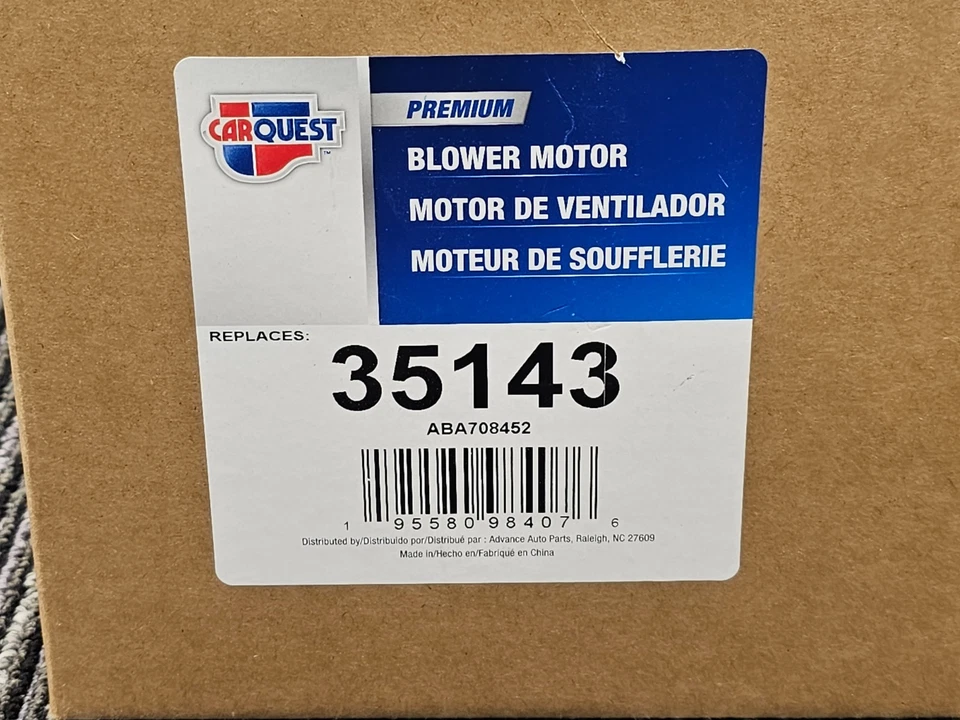 CARQUEST
™
PREMIUM
BLOWER MOTOR
MOTOR DE VENTILADOR
MOTEUR DE SOUFFLERIE
REPLACES:
35143
ABA708452
1 95580 98407 6
Distributed by/Distribuido por/Distribué par : Advance Auto Parts, Raleigh, NC 27609
Made in/Hecho en/Fabriqué en China